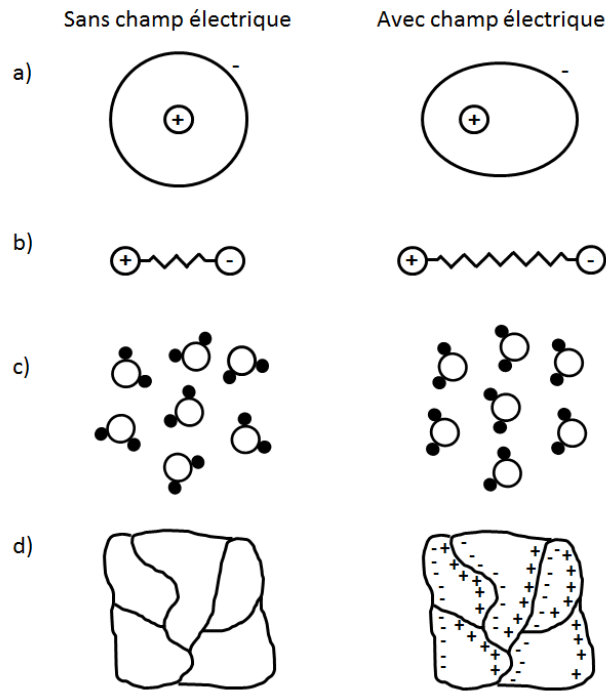 Sans champ électrique Avec champ électrique
a)
- -
+ +
b)
+ - + -
c)
d)